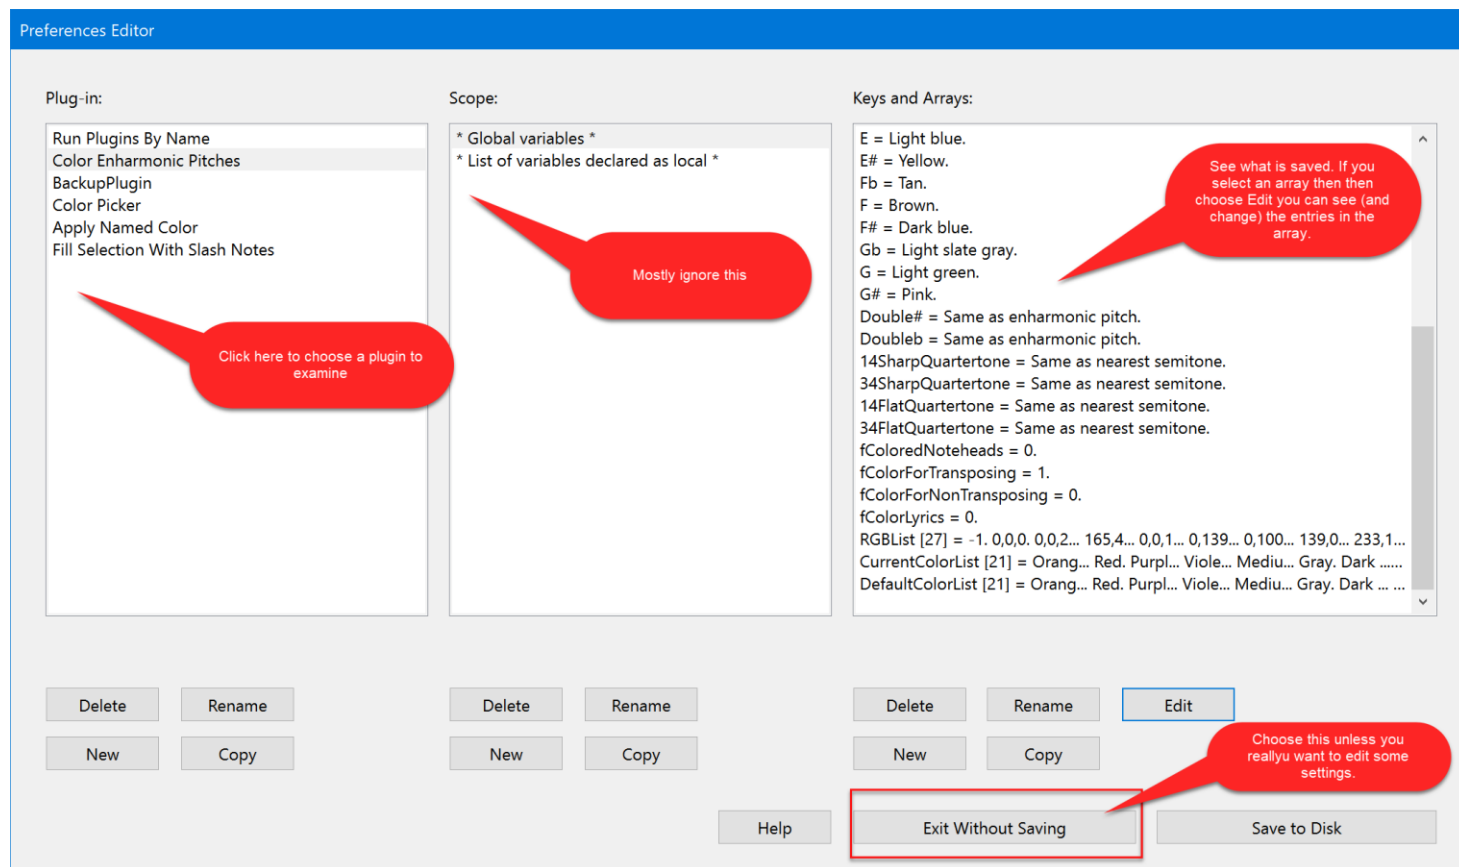 Preferences Editor
Plug-in:
Run Plugins By Name
Color Enharmonic Pitches
BackupPlugin
Color Picker
Apply Named Color
Fill Selection With Slash Notes
Click here to choose a plugin to
examine
Delete
Rename
New
Copy
Scope:
* Global variables *
* List of variables declared as local *
Mostly ignore this
Delete
Rename
New
Copy
Keys and Arrays:
E = Light blue.
E# = Yellow.
Fb = Tan.
F = Brown.
F# = Dark blue.
Gb = Light slate gray.
G = Light green.
G# = Pink.
Double# = Same as enharmonic pitch.
Doubleb = Same as enharmonic pitch.
14SharpQuartertone = Same as nearest semitone.
34SharpQuartertone = Same as nearest semitone.
14FlatQuartertone = Same as nearest semitone.
34FlatQuartertone = Same as nearest semitone.
fColoredNoteheads = 0.
fColorForTransposing = 1.
fColorForNonTransposing = 0.
fColorLyrics = 0.
RGBList [27] = -1. 0,0,0. 0,0,2... 165,4... 0,0,1... 0,139... 0,100... 139,0... 233,1...
CurrentColorList [21] = Orang... Red. Purpl... Viole... Mediu... Gray. Dark ......
DefaultColorList [21] = Orang... Red. Purpl... Viole... Mediu... Gray. Dark ... ...
See what is saved. If you
select an array then then
choose Edit you can see (and
change) the entries in the
array.
Delete
Rename
Edit
New
Copy
Choose this unless you
reallyu want to edit some
settings.
Help
Exit Without Saving
Save to Disk